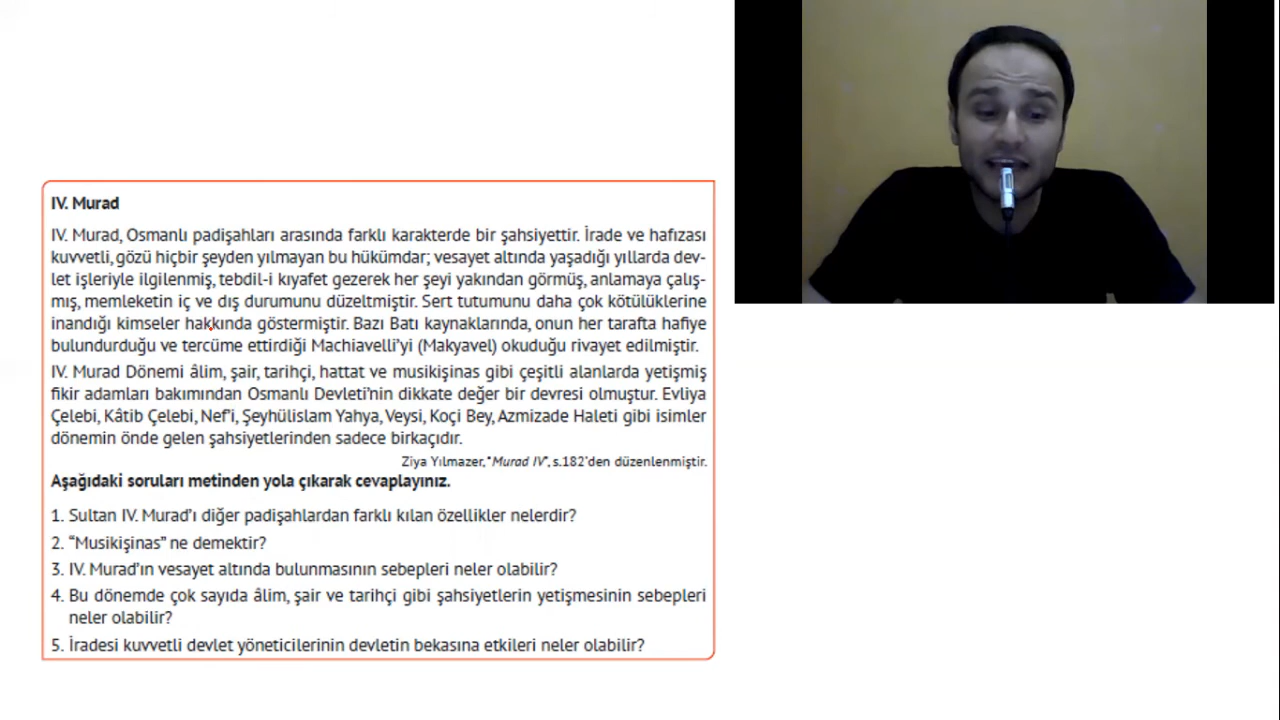 IV. Murad
IV. Murad, Osmanlı padişahları arasında farklı karakterde bir şahsiyettir. İrade ve hafızası
kuvvetli, gözü hiçbir şeyden yılmayan bu hükümdar; vesayet altında yaşadığı yıllarda dev-
let işleriyle ilgilenmiş, tebdil-i kıyafet gezerek her şeyi yakından görmüş, anlamaya çalış-
mış, memleketin iç ve dış durumunu düzeltmiştir. Sert tutumunu daha çok kötülüklerine
inandığı kimseler hakkında göstermiştir. Bazı Batı kaynaklarında, onun her tarafta hafiye
bulundurduğu ve tercüme ettirdiği Machiavelli’yi (Makyavel) okuduğu rivayet edilmiştir.
IV. Murad Dönemi âlim, şair, tarihçi, hattat ve musikişinas gibi çeşitli alanlarda yetişmiş
fikir adamları bakımından Osmanlı Devleti’nin dikkate değer bir devresi olmuştur. Evliya
Çelebi, Kâtib Çelebi, Nef’i, Şeyhülislam Yahya, Veysi, Koçi Bey, Azmizade Haleti gibi isimler
dönemin önde gelen şahsiyetlerinden sadece birkaçıdır.
Ziya Yılmazer, "Murad IV", s.182’den düzenlenmiştir.
Aşağıdaki soruları metinden yola çıkarak cevaplayınız.
1. Sultan IV. Murad’ı diğer padişahlardan farklı kılan özellikler nelerdir?
2. “Musikişinas” ne demektir?
3. IV. Murad’ın vesayet altında bulunmasının sebepleri neler olabilir?
4. Bu dönemde çok sayıda âlim, şair ve tarihçi gibi şahsiyetlerin yetişmesinin sebepleri
neler olabilir?
5. İradesi kuvvetli devlet yöneticilerinin devletin bekasına etkileri neler olabilir?